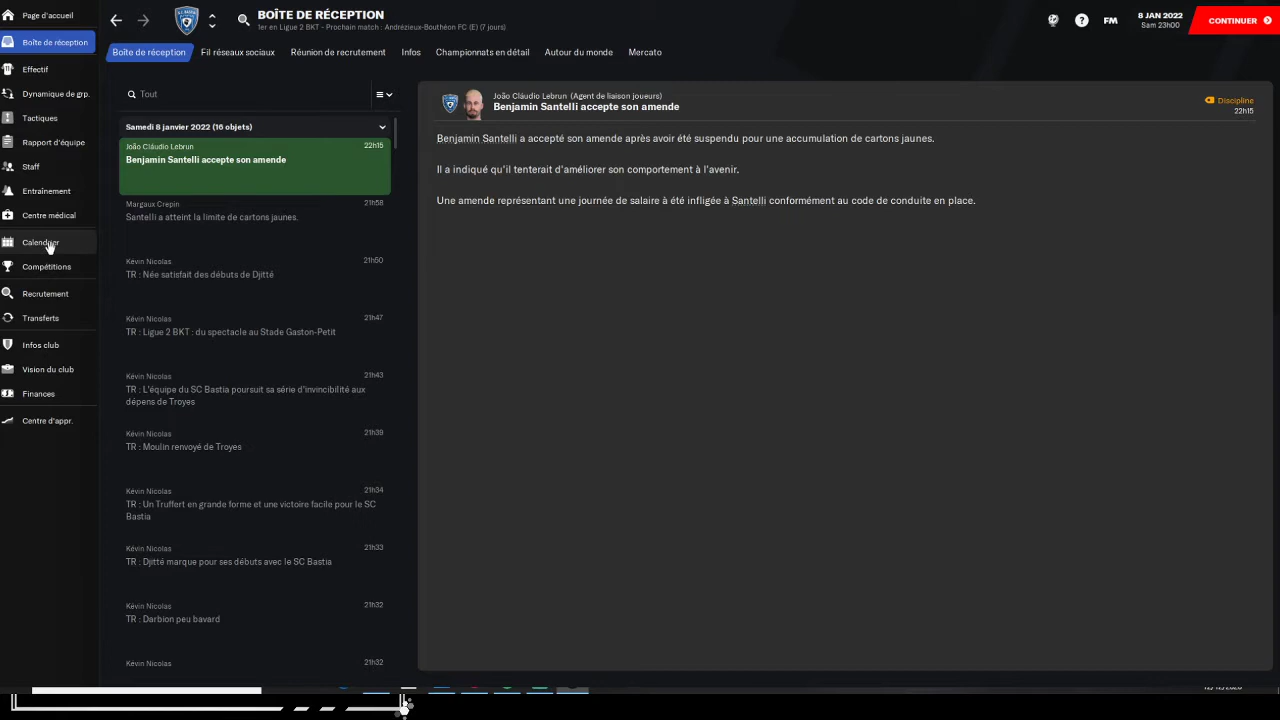 Page d'accueil
Boîte de réception
Effectif
Dynamique de grp.
Tactiques
Rapport d'équipe
Staff
Entraînement
Centre médical
Calendrier
Compétitions
Recrutement
Transferts
Infos club
Vision du club
Finances
Centre d'appr.
BOÎTE DE RÉCEPTION
1er en Ligue 2 BKT - Prochain match : Andrézieux-Bouthéon FC (E) (7 jours)
FM
8 JAN 2022
Sam 23h00
CONTINUER
Boîte de réception
Fil réseaux sociaux
Réunion de recrutement
Infos
Championnats en détail
Autour du monde
Mercato
Tout
Samedi 8 janvier 2022 (16 objets)
João Cláudio Lebrun 22h15
Benjamin Santelli accepte son amende
Margaux Crepin 21h58
Santelli a atteint la limite de cartons jaunes.
Kévin Nicolas 21h50
TR : Née satisfait des débuts de Djitté
Kévin Nicolas 21h47
TR : Ligue 2 BKT : du spectacle au Stade Gaston-Petit
Kévin Nicolas 21h43
TR : L'équipe du SC Bastia poursuit sa série d'invincibilité aux
dépens de Troyes
Kévin Nicolas 21h39
TR : Moulin renvoyé de Troyes
Kévin Nicolas 21h34
TR : Un Truffert en grande forme et une victoire facile pour le SC
Bastia
Kévin Nicolas 21h33
TR : Djitté marque pour ses débuts avec le SC Bastia
Kévin Nicolas 21h32
TR : Darbion peu bavard
Kévin Nicolas 21h32
João Cláudio Lebrun (Agent de liaison joueurs)
Benjamin Santelli accepte son amende
Discipline
22h15
Benjamin Santelli a accepté son amende après avoir été suspendu pour une accumulation de cartons jaunes.
Il a indiqué qu'il tenterait d'améliorer son comportement à l'avenir.
Une amende représentant une journée de salaire à été infligée à Santelli conformément au code de conduite en place.